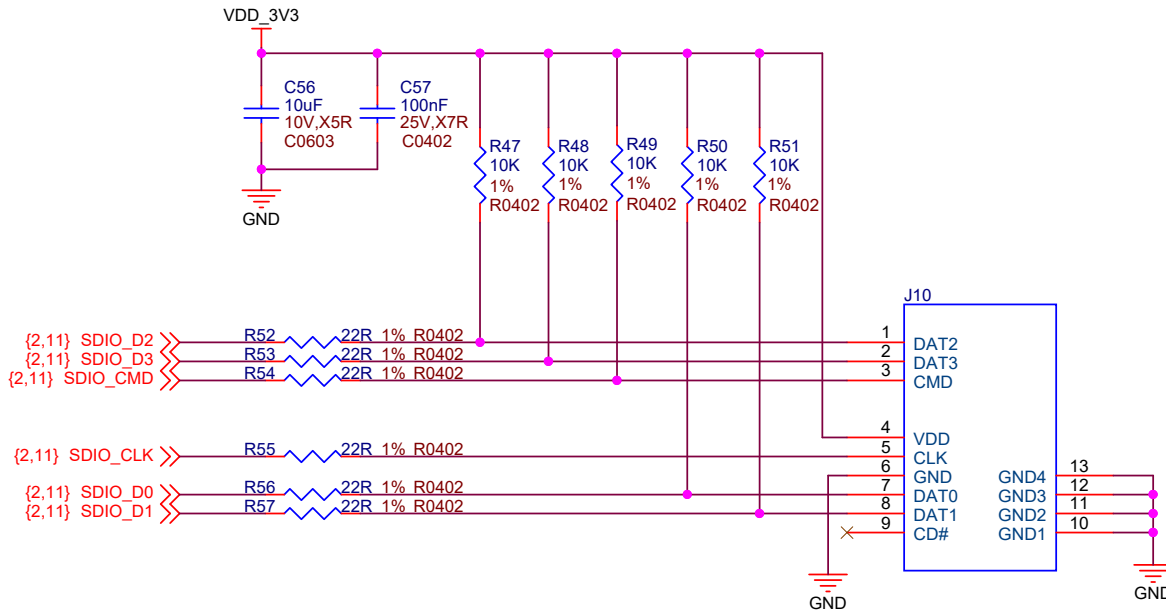 VDD_3V3
C56
10uF
10V,X5R
C0603
C57
100nF
25V,X7R
C0402
GND
R47
10K
1%
R0402
R48
10K
1%
R0402
R49
10K
1%
R0402
R50
10K
1%
R0402
R51
10K
1%
R0402
J10
{2,11} SDIO_D2 R52 22R 1% R0402 1 DAT2
{2,11} SDIO_D3 R53 22R 1% R0402 2 DAT3
{2,11} SDIO_CMD R54 22R 1% R0402 3 CMD
4 VDD
{2,11} SDIO_CLK R55 22R 1% R0402 5 CLK
6 GND GND4 13
{2,11} SDIO_D0 R56 22R 1% R0402 7 DAT0 GND3 12
{2,11} SDIO_D1 R57 22R 1% R0402 8 DAT1 GND2 11
9 CD# GND1 10
GND
GND